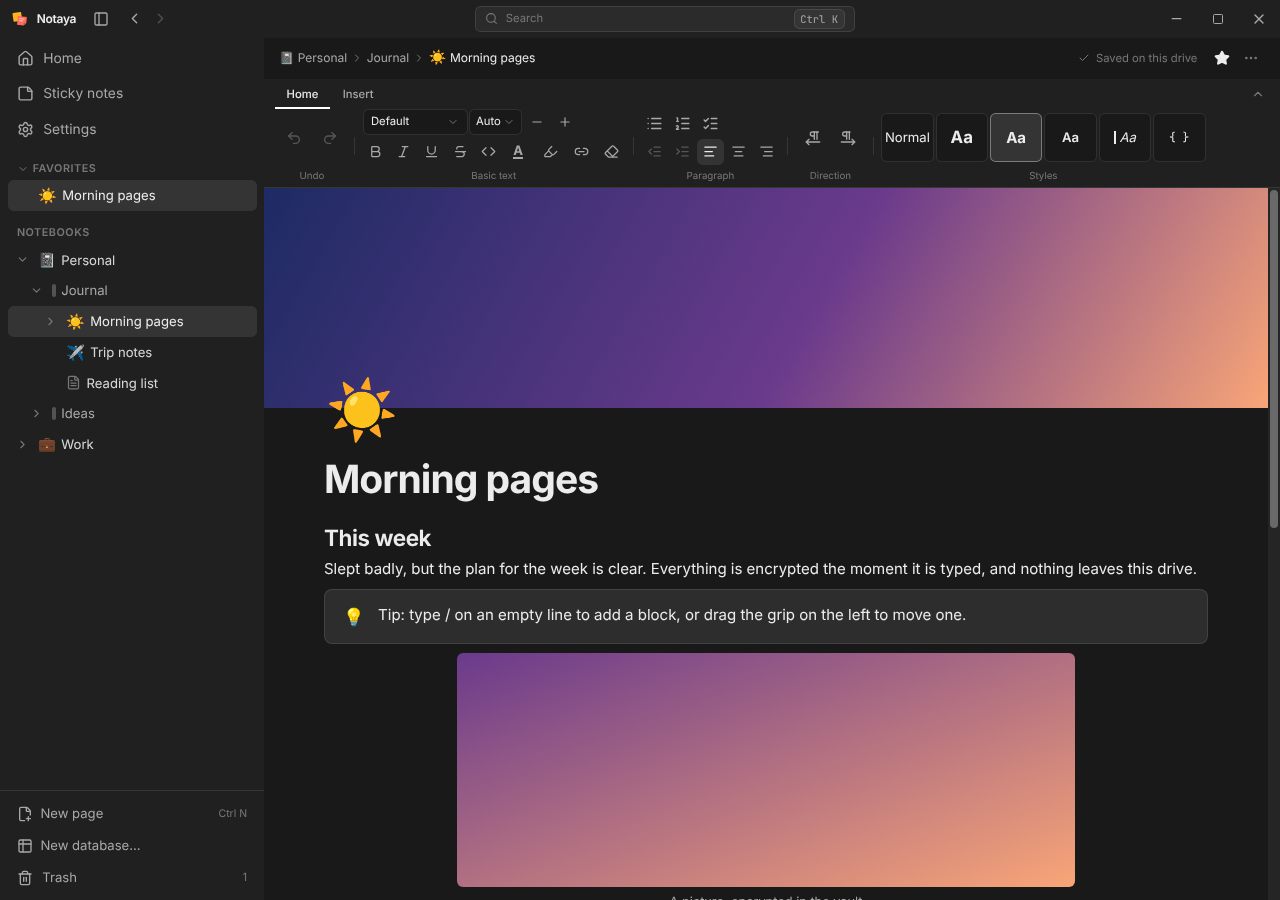 Notaya
Search
Ctrl K
Home
Sticky notes
Settings
FAVORITES
Morning pages
NOTEBOOKS
Personal
Journal
Morning pages
Trip notes
Reading list
Ideas
Work
New page Ctrl N
New database...
Trash 1
Personal Journal Morning pages
Saved on this drive
Home Insert
Default Auto
B I U S A
Normal Aa Aa Aa Aa { }
Undo Basic text Paragraph Direction Styles
Morning pages
This week
Slept badly, but the plan for the week is clear. Everything is encrypted the moment it is typed, and nothing leaves this drive.
Tip: type / on an empty line to add a block, or drag the grip on the left to move one.
A picture, encrypted in the vault